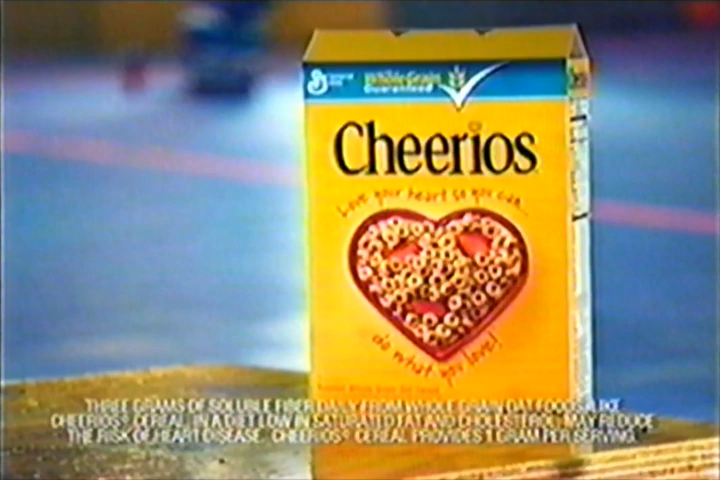 Whole Grain
Guaranteed
Cheerios
Love your heart so you can...
do what you love!
THREE GRAMS OF SOLUBLE FIBER DAILY FROM WHOLE GRAIN OAT FOODS, LIKE
CHEERIOS® CEREAL, IN A DIET LOW IN SATURATED FAT AND CHOLESTEROL, MAY REDUCE
THE RISK OF HEART DISEASE. CHEERIOS® CEREAL PROVIDES 1 GRAM PER SERVING.